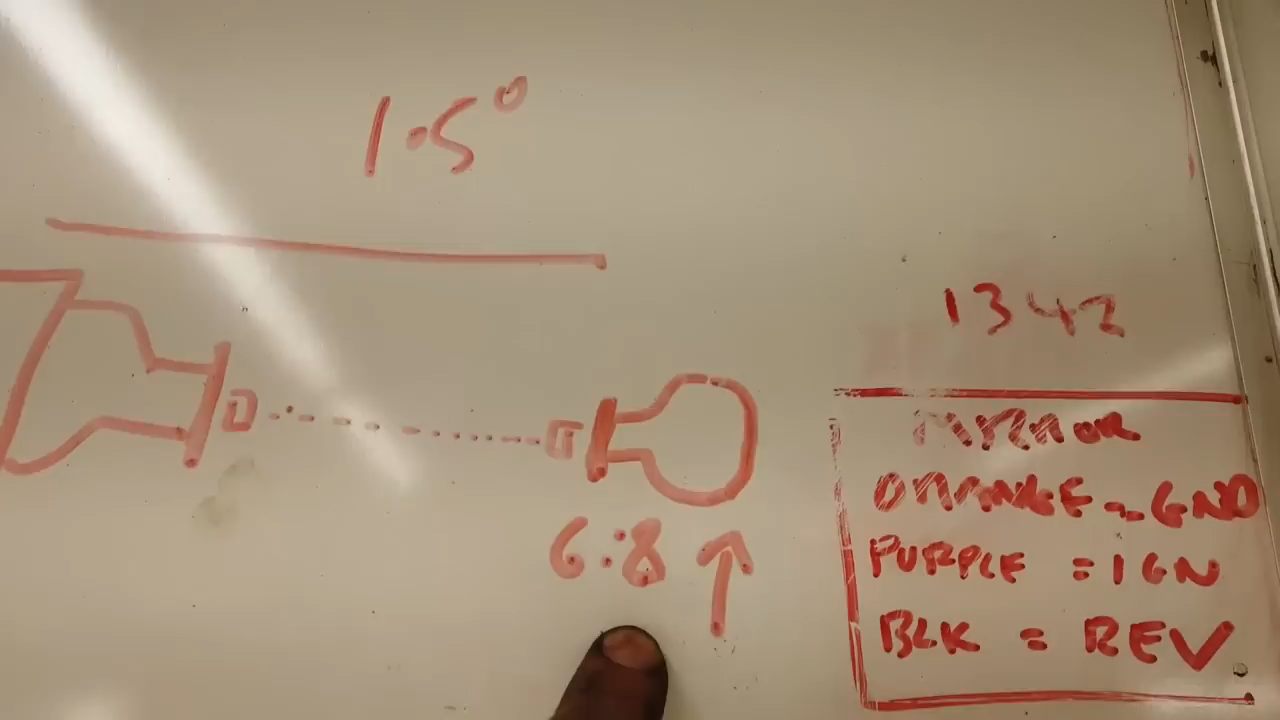 1.5°
6:8
1342
MIRROR
ORANGE = GND
PURPLE = IGN
BLK = REV